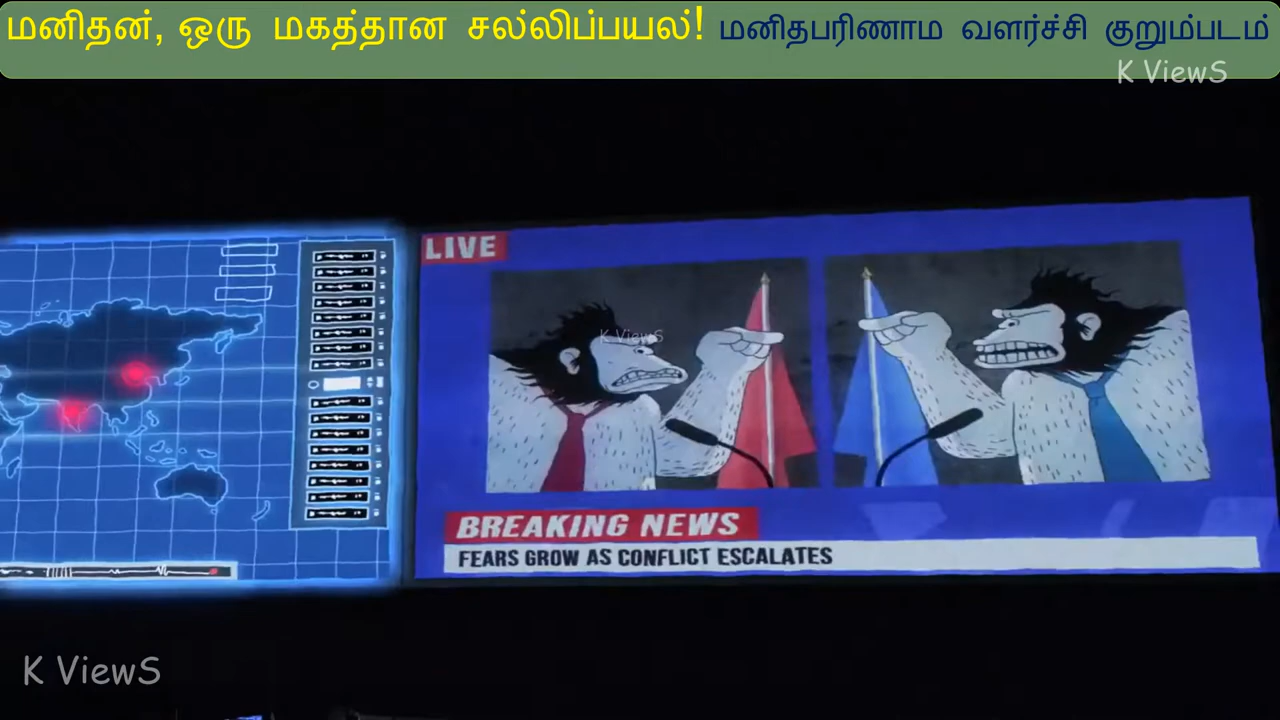 மனிதன், ஒரு மகத்தான சல்லிப்பயல்! மனிதபரிணாம வளர்ச்சி குறும்படம்
K ViewS
LIVE
K ViewS
BREAKING NEWS
FEARS GROW AS CONFLICT ESCALATES
K ViewS